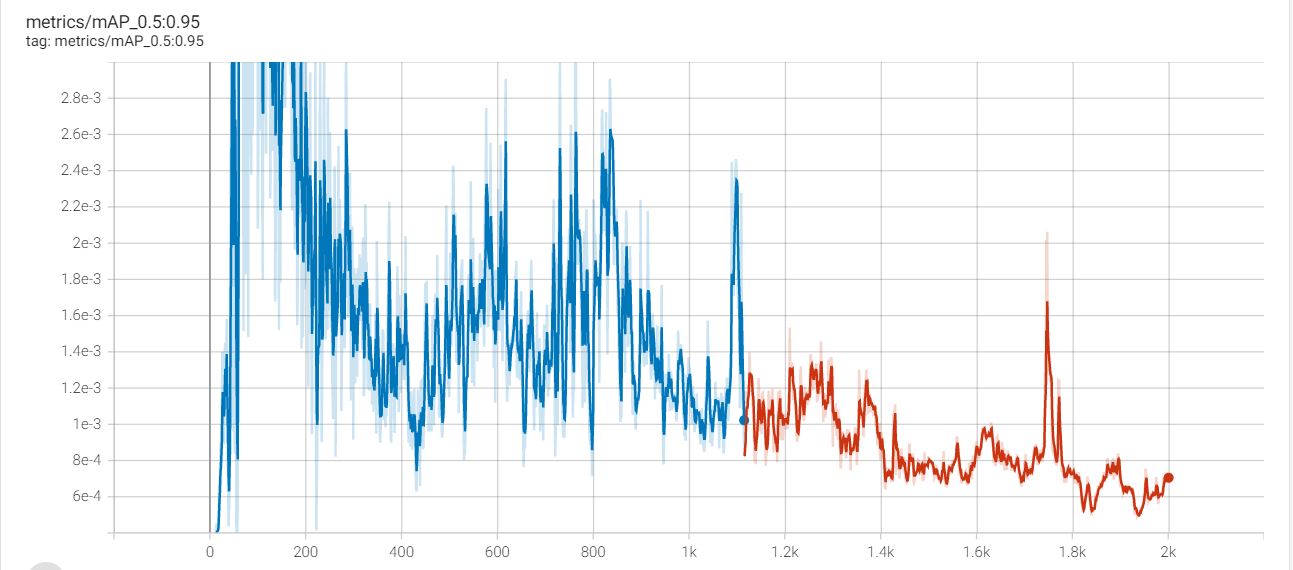 metrics/mAP_0.5:0.95
tag: metrics/mAP_0.5:0.95
2.8e-3
2.6e-3
2.4e-3
2.2e-3
2e-3
1.8e-3
1.6e-3
1.4e-3
1.2e-3
1e-3
8e-4
6e-4
0 200 400 600 800 1k 1.2k 1.4k 1.6k 1.8k 2k